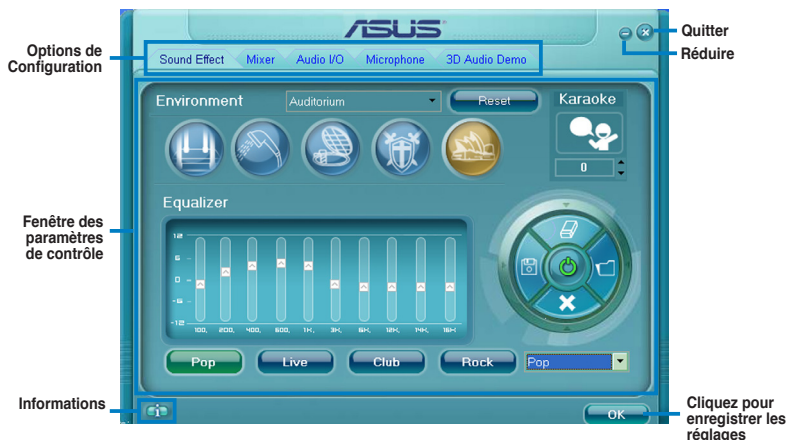 ASUS
Quitter
Réduire
Options de
Configuration
Sound Effect Mixer Audio I/O Microphone 3D Audio Demo
Environment Auditorium Reset Karaoke
0
Equalizer
Fenêtre des
paramètres
de contrôle
12
6
0
-6
-12
100, 200, 400, 600, 1K, 3K, 6K, 12K, 14K, 16K
Pop Live Club Rock Pop
Informations
OK
Cliquez pour
enregistrer les
réglages